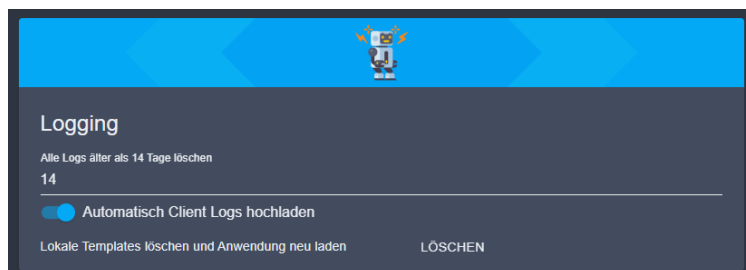 Logging
Alle Logs älter als 14 Tage löschen
14
Automatisch Client Logs hochladen
Lokale Templates löschen und Anwendung neu laden LÖSCHEN